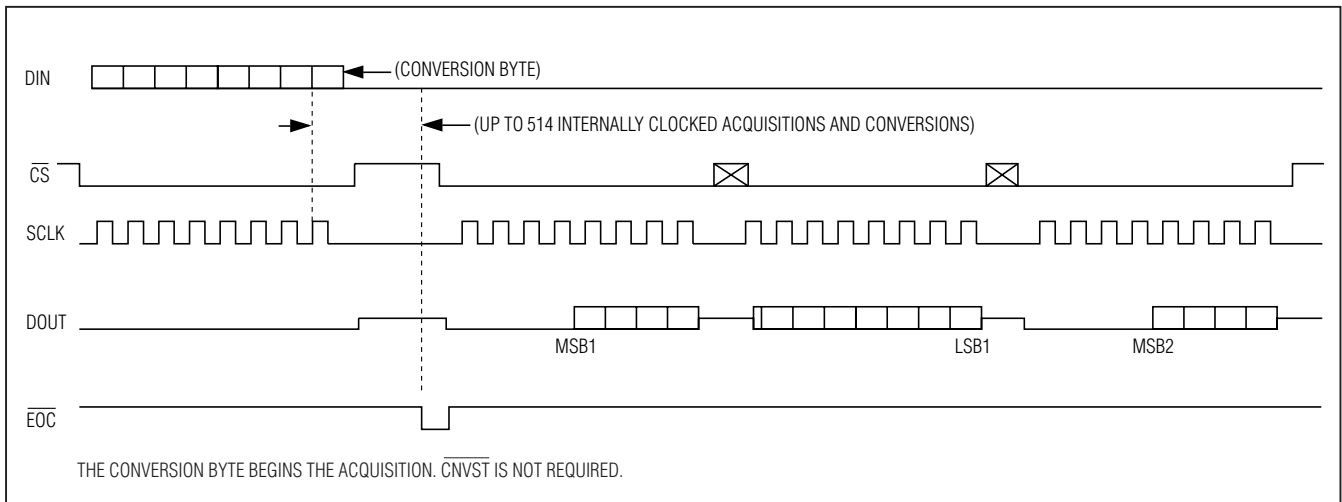 DIN
(CONVERSION BYTE)
(UP TO 514 INTERNALLY CLOCKED ACQUISITIONS AND CONVERSIONS)
CS
SCLK
DOUT
MSB1
LSB1
MSB2
EOC
THE CONVERSION BYTE BEGINS THE ACQUISITION. CNVST IS NOT REQUIRED.